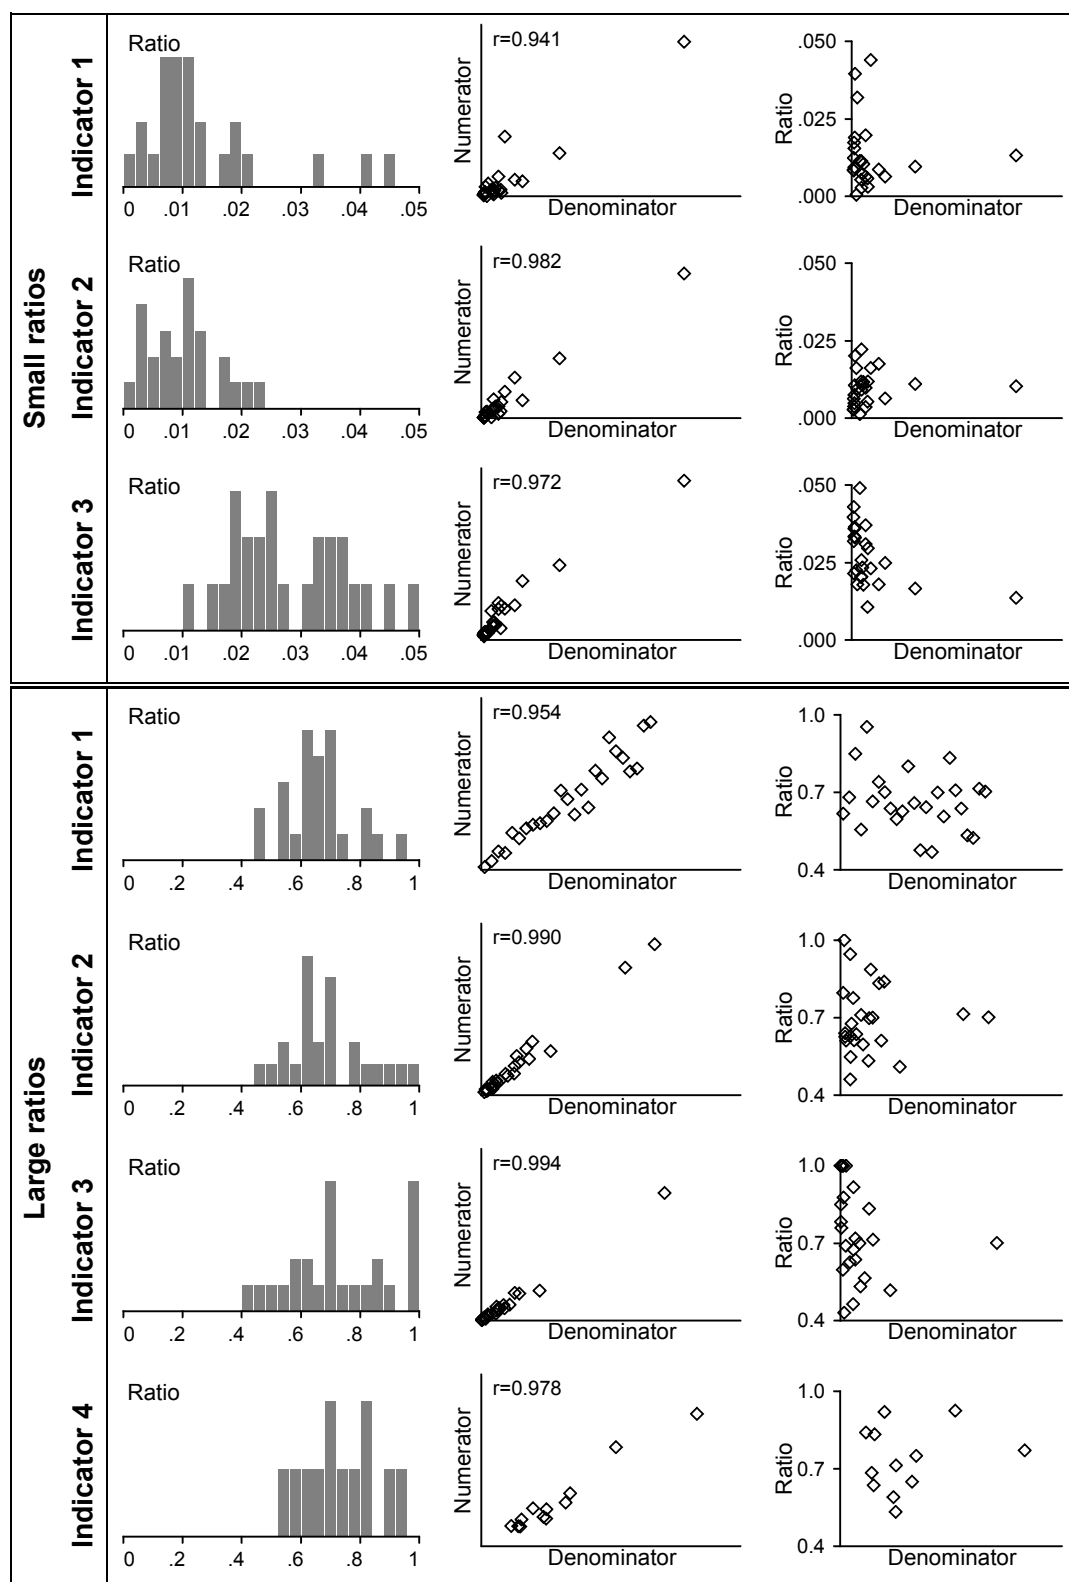 Small ratios
Indicator 1
Ratio
0 .01 .02 .03 .04 .05
r=0.941
Numerator
Denominator
.050
.025
.000
Ratio
Denominator
Indicator 2
Ratio
0 .01 .02 .03 .04 .05
r=0.982
Numerator
Denominator
.050
.025
.000
Ratio
Denominator
Indicator 3
Ratio
0 .01 .02 .03 .04 .05
r=0.972
Numerator
Denominator
.050
.025
.000
Ratio
Denominator
Large ratios
Indicator 1
Ratio
0 .2 .4 .6 .8 1
r=0.954
Numerator
Denominator
1.0
0.7
0.4
Ratio
Denominator
Indicator 2
Ratio
0 .2 .4 .6 .8 1
r=0.990
Numerator
Denominator
1.0
0.7
0.4
Ratio
Denominator
Indicator 3
Ratio
0 .2 .4 .6 .8 1
r=0.994
Numerator
Denominator
1.0
0.7
0.4
Ratio
Denominator
Indicator 4
Ratio
0 .2 .4 .6 .8 1
r=0.978
Numerator
Denominator
1.0
0.7
0.4
Ratio
Denominator